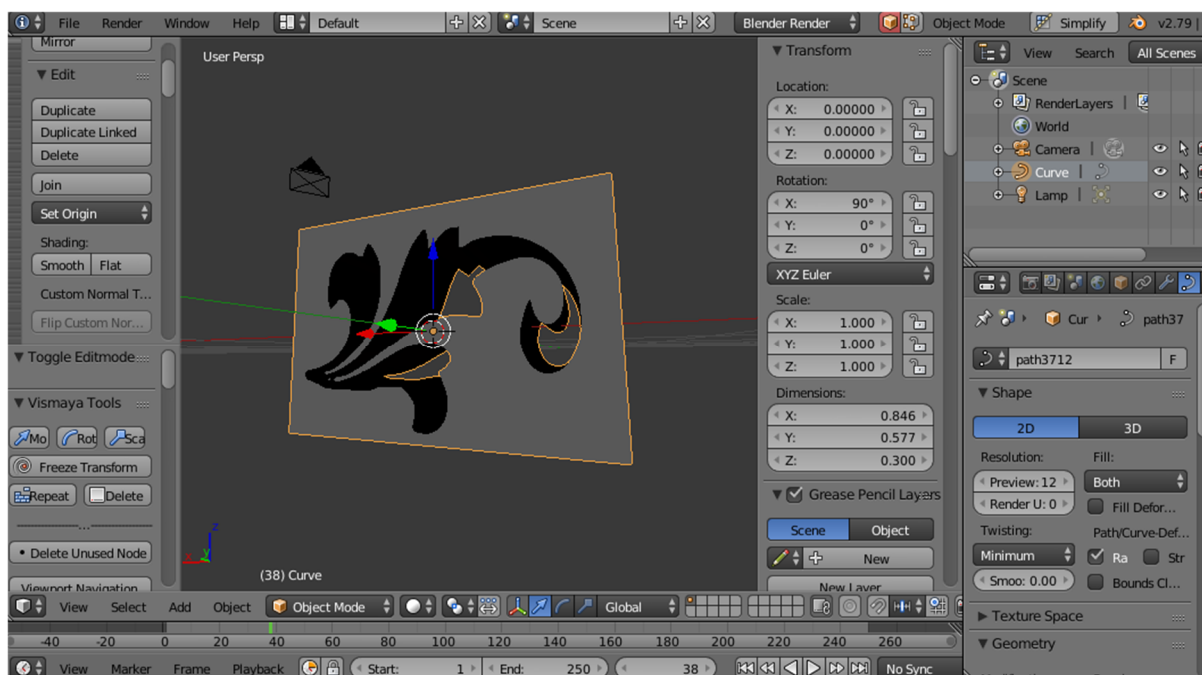 File Render Window Help Default Scene Blender Render Object Mode Simplify v2.79
Mirror
Edit
Duplicate
Duplicate Linked
Delete
Join
Set Origin
Shading:
Smooth Flat
Custom Normal T...
Flip Custom Nor...
Toggle Editmode
Vismaya Tools
Mo Rot Sca
Freeze Transform
Repeat Delete
...
Delete Unused Node
Viewport Navigation
User Persp
z
x y
(38) Curve
Transform
Location:
X: 0.00000
Y: 0.00000
Z: 0.00000
Rotation:
X: 90°
Y: 0°
Z: 0°
XYZ Euler
Scale:
X: 1.000
Y: 1.000
Z: 1.000
Dimensions:
X: 0.846
Y: 0.577
Z: 0.300
Grease Pencil Layers
Scene Object
New
New Layer
View Search All Scenes
Scene
RenderLayers |
World
Camera |
Curve |
Lamp |
Cur path37
path3712 F
Shape
2D 3D
Resolution: Fill:
Preview: 12 Both
Render U: 0 Fill Defor...
Twisting: Path/Curve-Def...
Minimum Ra Str
Smoo: 0.00 Bounds Cl...
Texture Space
Geometry
View Select Add Object Object Mode Global
-40 -20 0 20 40 60 80 100 120 140 160 180 200 220 240 260
View Marker Frame Playback Start: 1 End: 250 38 No Sync